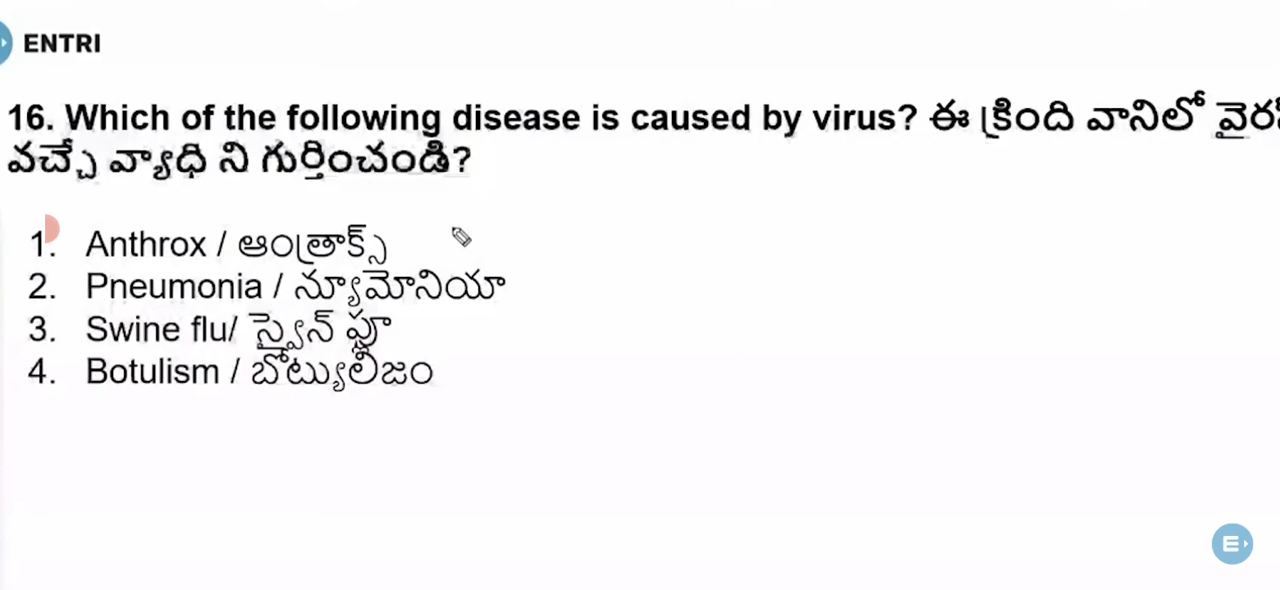 ENTRI
16. Which of the following disease is caused by virus? ఈ క్రింది వానిలో
వచ్చే వ్యాధి ని గుర్తించండి?
1. Anthrox / ఆంత్రాక్స్
2. Pneumonia / న్యూమోనియా
3. Swine flu/ స్వైన్ ఫ్లూ
4. Botulism / బోట్యులిజం
E